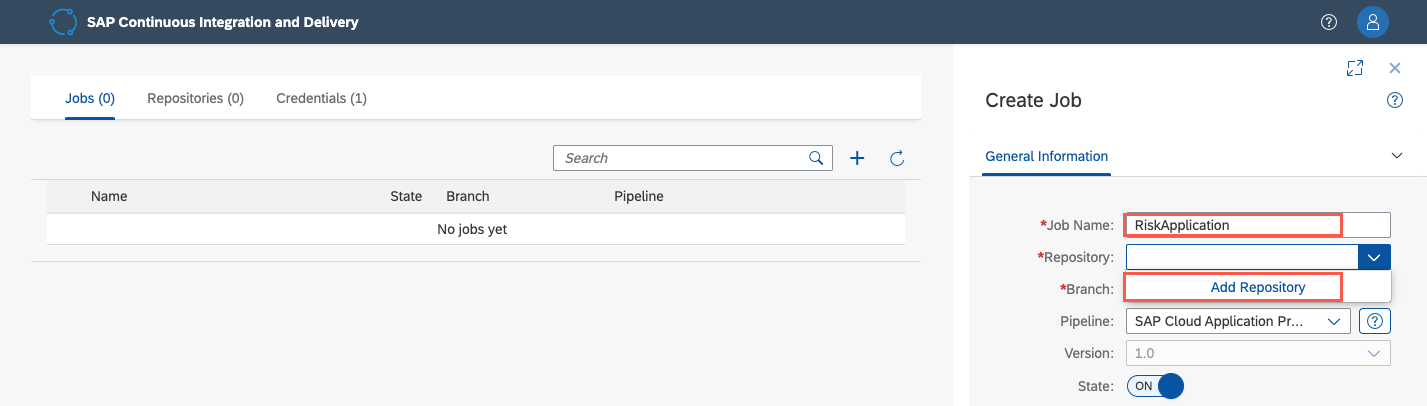 SAP Continuous Integration and Delivery
Jobs (0) Repositories (0) Credentials (1)
Search
Name State Branch Pipeline
No jobs yet
Create Job
General Information
*Job Name: RiskApplication
*Repository:
Add Repository
*Branch:
Pipeline: SAP Cloud Application Pr...
Version: 1.0
State: ON